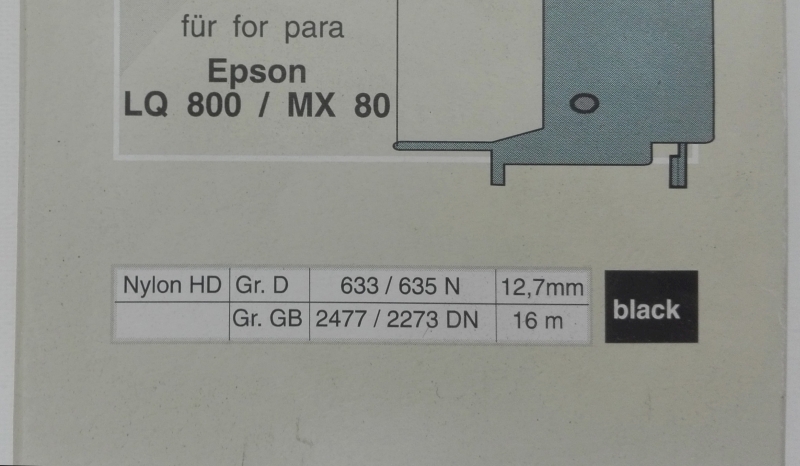 für for para
Epson
LQ 800 / MX 80
Nylon HD Gr. D 633 / 635 N 12,7mm
Gr. GB 2477 / 2273 DN 16 m
black